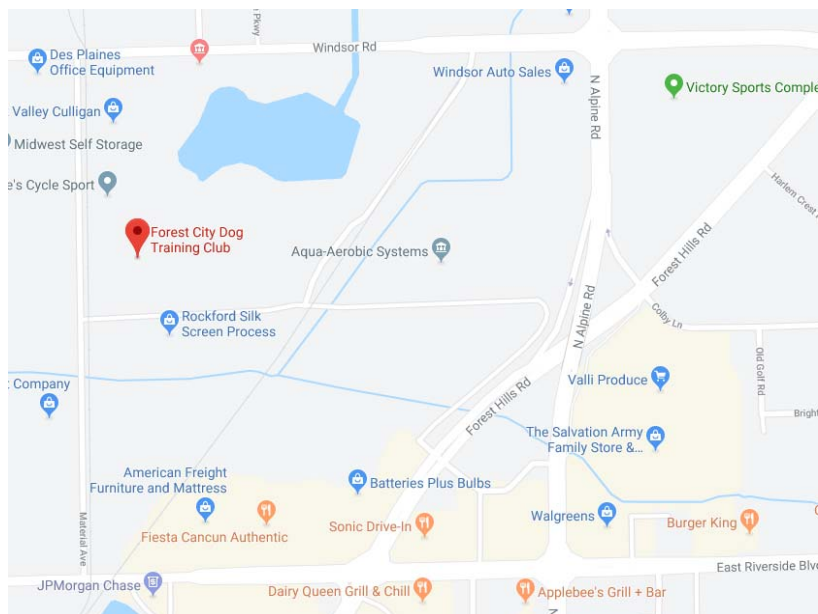 n Pkwy
Windsor Rd
Des Plaines
Office Equipment
Windsor Auto Sales
N Alpine Rd
Victory Sports Comple
Valley Culligan
Midwest Self Storage
e's Cycle Sport
Harlem Crest R
Forest City Dog
Training Club
Aqua-Aerobic Systems
Forest Hills Rd
Rockford Silk
Screen Process
N Alpine Rd
Colby Ln
Old Golf Rd
t Company
Valli Produce
Forest Hills Rd
Bright
The Salvation Army
Family Store &...
American Freight
Furniture and Mattress
Batteries Plus Bulbs
Material Ave
Fiesta Cancun Authentic
Sonic Drive-In
Walgreens
Burger King
C
East Riverside Blv
JPMorgan Chase
Dairy Queen Grill & Chill
Applebee's Grill + Bar
N